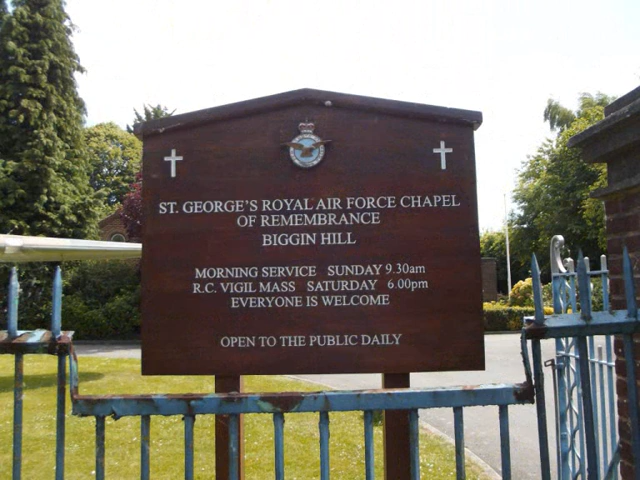 ST. GEORGE'S ROYAL AIR FORCE CHAPEL
OF REMEMBRANCE
BIGGIN HILL
MORNING SERVICE SUNDAY 9.30am
R.C. VIGIL MASS SATURDAY 6.00pm
EVERYONE IS WELCOME
OPEN TO THE PUBLIC DAILY